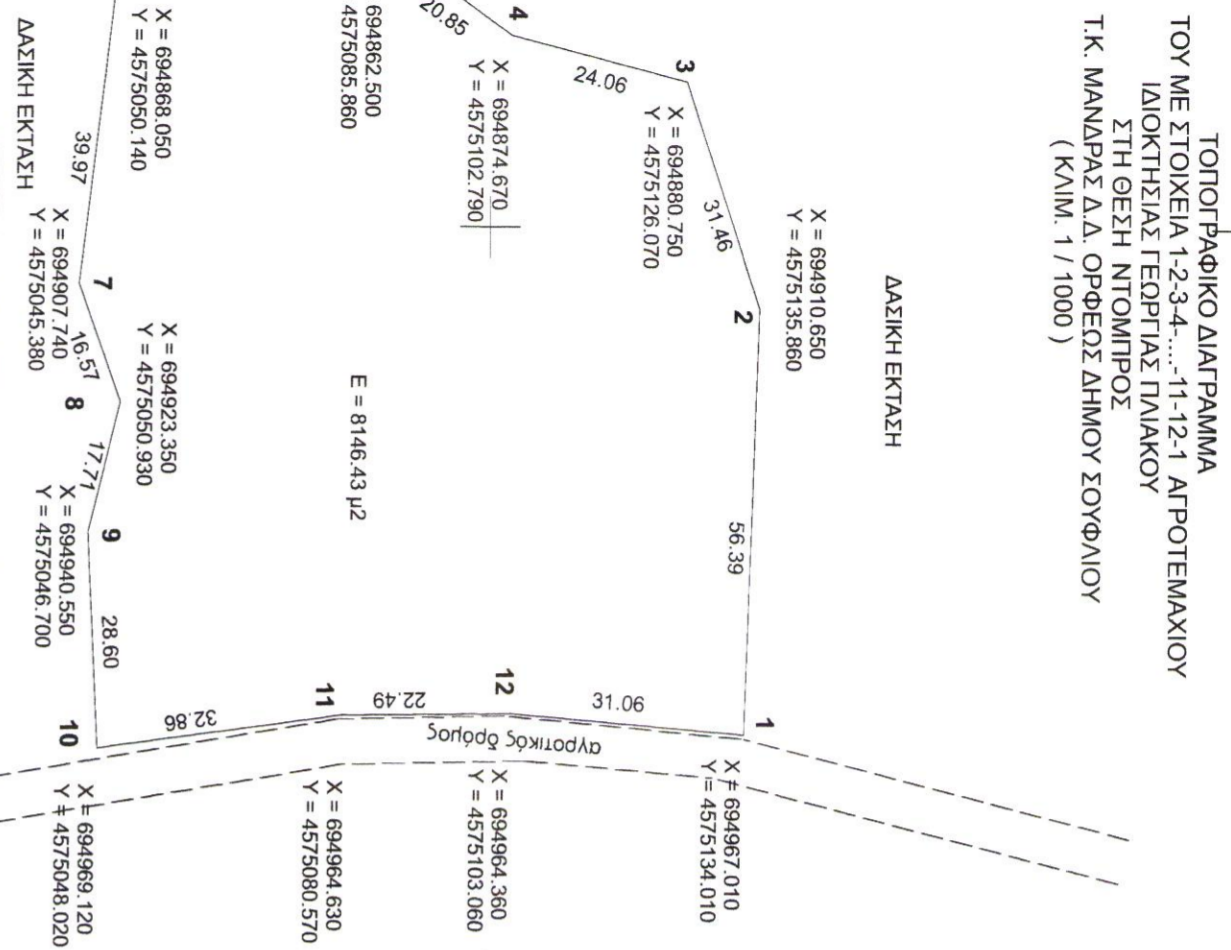 ΤΟΠΟΓΡΑΦΙΚΟ ΔΙΑΓΡΑΜΜΑ
ΤΟΥ ΜΕ ΣΤΟΙΧΕΙΑ 1-2-3-4-....-11-12-1 ΑΓΡΟΤΕΜΑΧΙΟΥ
ΙΔΙΟΚΤΗΣΙΑΣ ΓΕΩΡΓΙΑΣ ΠΛΙΑΚΟΥ
ΣΤΗ ΘΕΣΗ ΝΤΟΜΠΡΟΣ
Τ.Κ. ΜΑΝΔΡΑΣ Δ.Δ. ΟΡΦΕΩΣ ΔΗΜΟΥ ΣΟΥΦΛΙΟΥ
( ΚΛΙΜ. 1 / 1000 )
ΔΑΣΙΚΗ ΕΚΤΑΣΗ
X = 694910.650
Y = 4575135.860
2
56.39
1
X = 694967.010
Y = 4575134.010
3
31.46
X = 694880.750
Y = 4575126.070
24.06
31.06
4
X = 694874.670
Y = 4575102.790
12
X = 694964.360
Y = 4575103.060
20.85
αγροτικός δρόμος
22.49
694862.500
4575085.860
E = 8146.43 μ2
11
X = 694964.630
Y = 4575080.570
32.86
X = 694868.050
Y = 4575050.140
X = 694923.350
Y = 4575050.930
39.97
7
16.57
8
17.71
9
28.60
10
X = 694907.740
Y = 4575045.380
X = 694940.550
Y = 4575046.700
X = 694969.120
Y = 4575048.020
ΔΑΣΙΚΗ ΕΚΤΑΣΗ